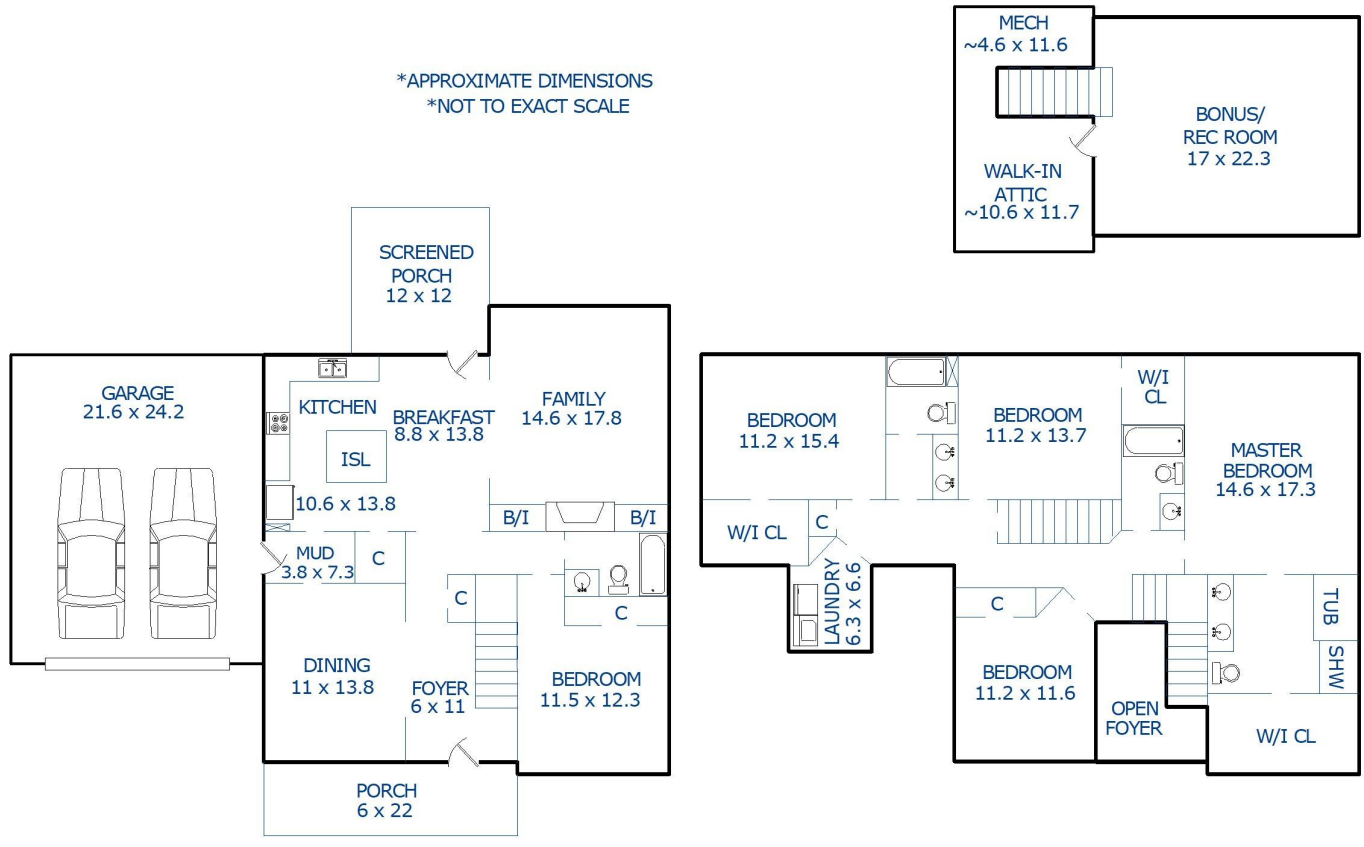 *APPROXIMATE DIMENSIONS
*NOT TO EXACT SCALE
MECH
~4.6 x 11.6
BONUS/
REC ROOM
17 x 22.3
WALK-IN
ATTIC
~10.6 x 11.7
SCREENED
PORCH
12 x 12
GARAGE
21.6 x 24.2
KITCHEN
BREAKFAST
8.8 x 13.8
FAMILY
14.6 x 17.8
ISL
10.6 x 13.8
B/I
B/I
MUD
3.8 x 7.3
C
C
C
DINING
11 x 13.8
FOYER
6 x 11
BEDROOM
11.5 x 12.3
PORCH
6 x 22
BEDROOM
11.2 x 15.4
BEDROOM
11.2 x 13.7
W/I
CL
MASTER
BEDROOM
14.6 x 17.3
W/I CL
C
LAUNDRY
6.3 x 6.6
C
BEDROOM
11.2 x 11.6
OPEN
FOYER
TUB
SHW
W/I CL